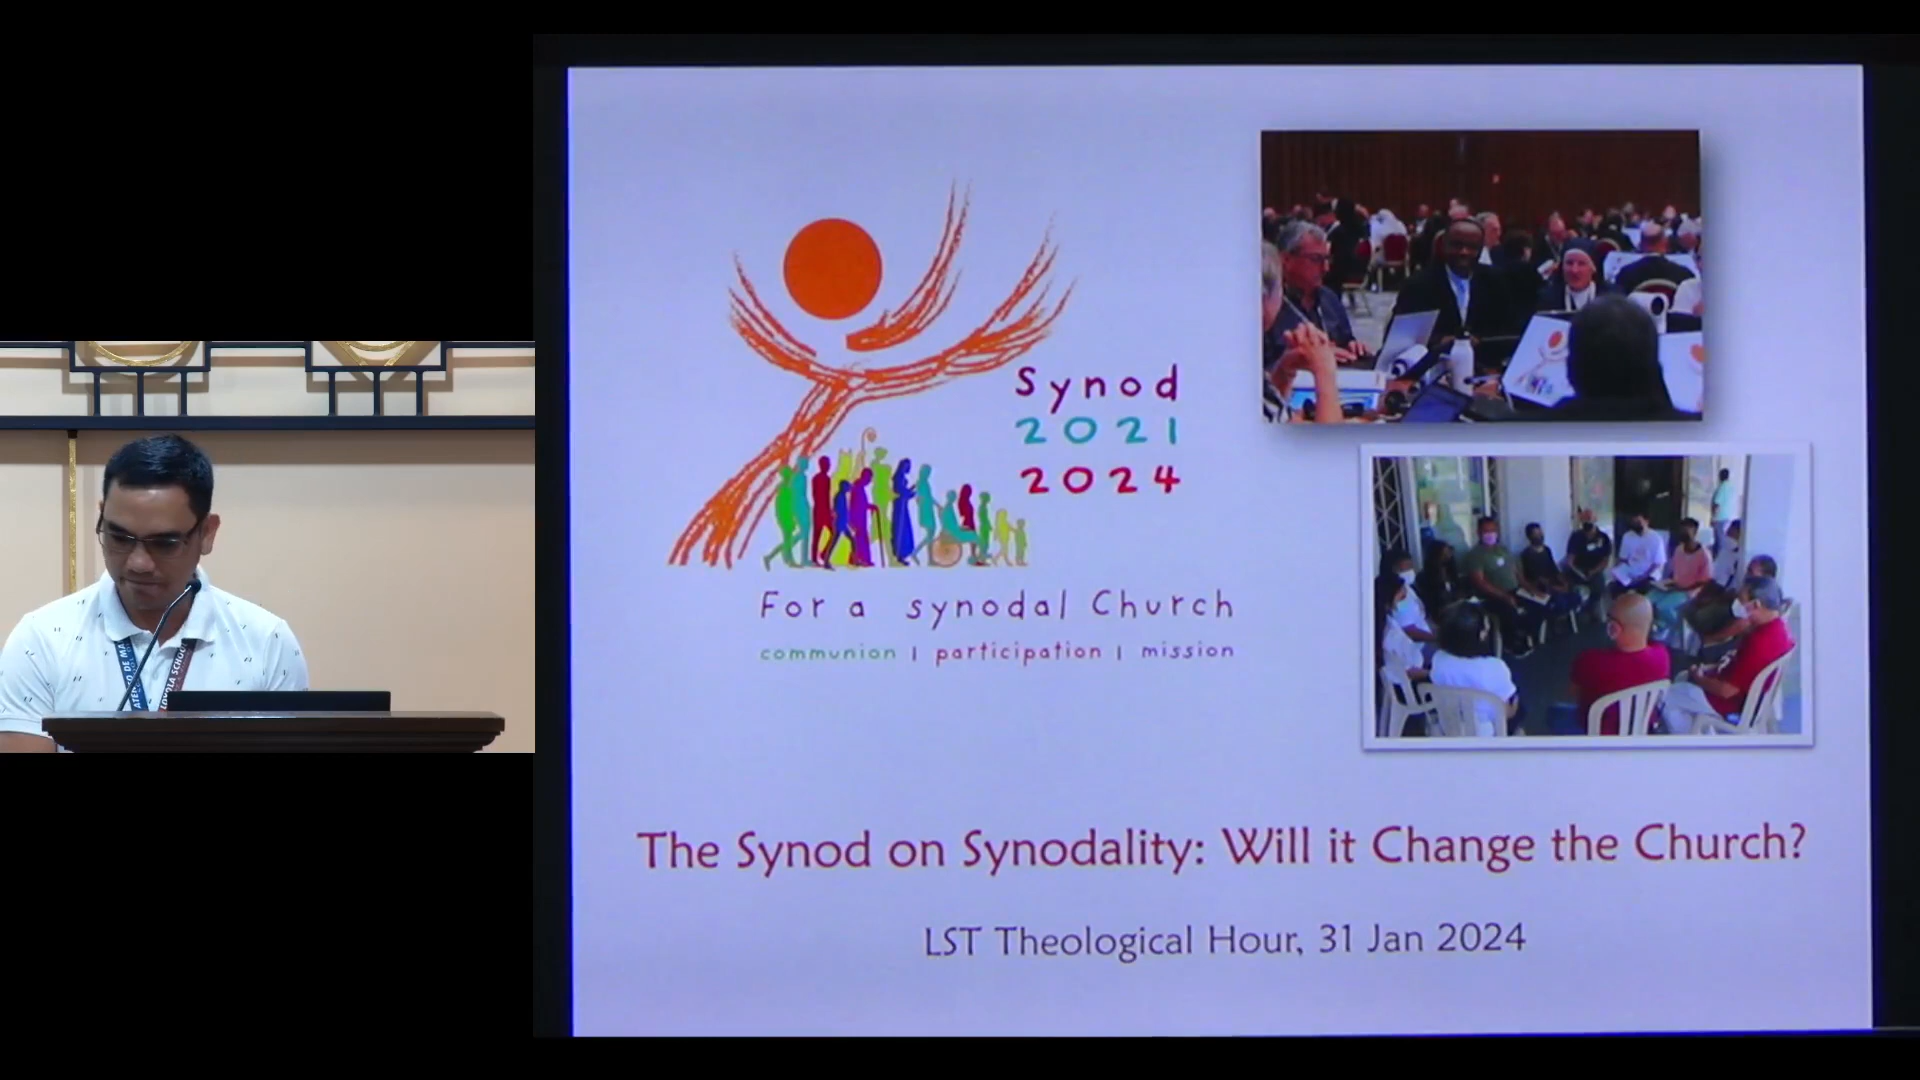 Synod
2021
2024
For a synodal Church
communion | participation | mission
The Synod on Synodality: Will it Change the Church?
LST Theological Hour, 31 Jan 2024